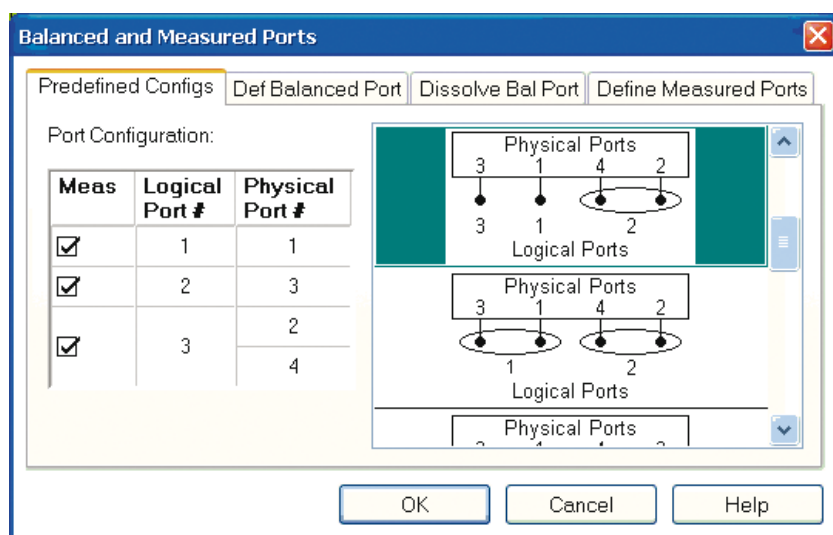 Balanced and Measured Ports
Predefined Configs
Def Balanced Port
Dissolve Bal Port
Define Measured Ports
Port Configuration:
Meas Logical Port # Physical Port #
1 1
2 3
3 2
4
Physical Ports
3 1 4 2
3 1 2
Logical Ports
Physical Ports
3 1 4 2
1 2
Logical Ports
Physical Ports
OK
Cancel
Help